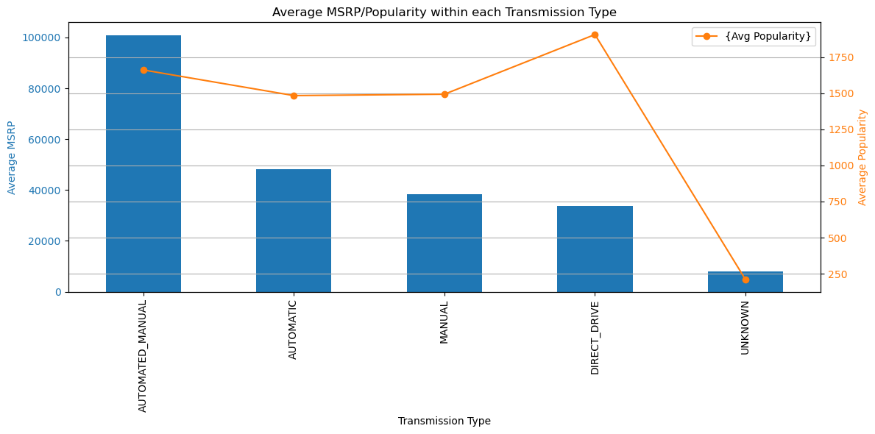 Average MSRP/Popularity within each Transmission Type
{Avg Popularity}
Average MSRP
100000
80000
60000
40000
20000
0
1750
1500
1250
1000
750
500
250
Average Popularity
AUTOMATED_MANUAL
AUTOMATIC
MANUAL
DIRECT_DRIVE
UNKNOWN
Transmission Type